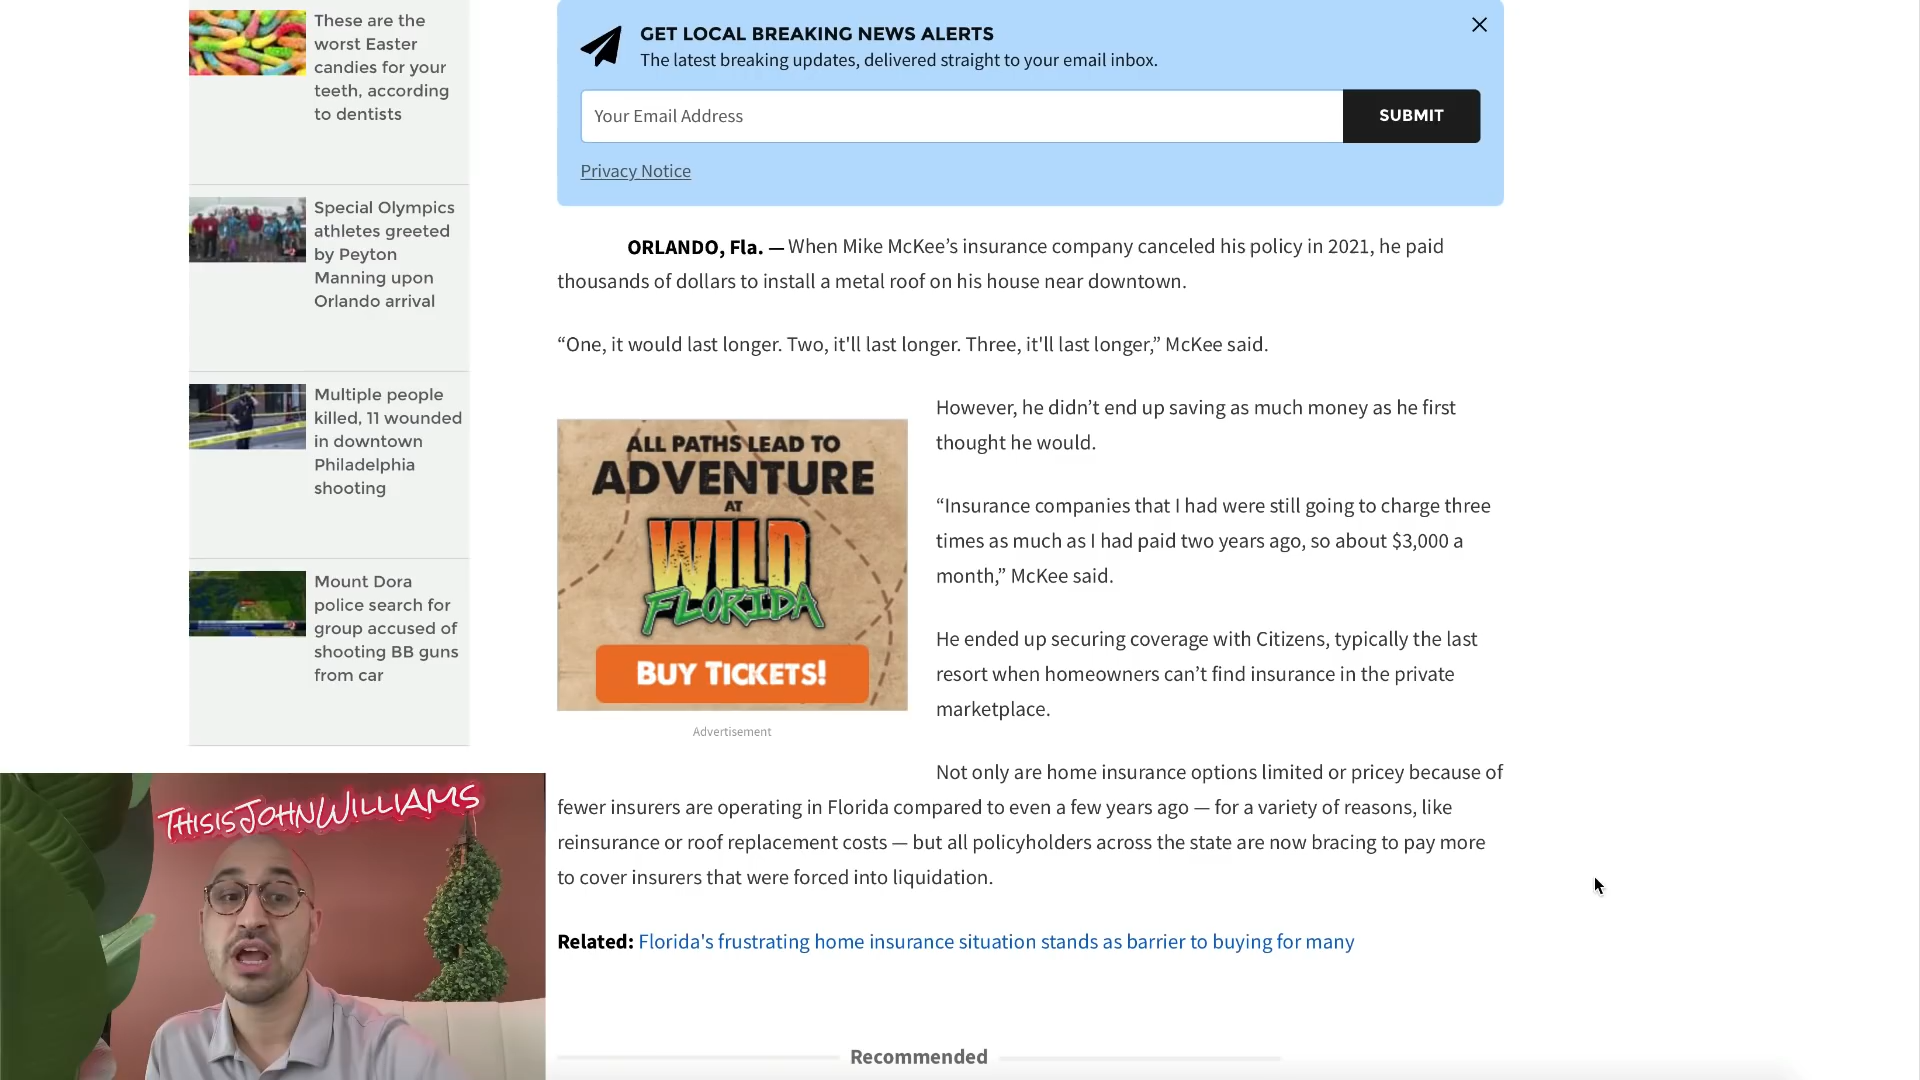 These are the
worst Easter
candies for your
teeth, according
to dentists
Special Olympics
athletes greeted
by Peyton
Manning upon
Orlando arrival
Multiple people
killed, 11 wounded
in downtown
Philadelphia
shooting
Mount Dora
police search for
group accused of
shooting BB guns
from car
GET LOCAL BREAKING NEWS ALERTS
The latest breaking updates, delivered straight to your email inbox.
Your Email Address
SUBMIT
Privacy Notice
ORLANDO, Fla. — When Mike McKee’s insurance company canceled his policy in 2021, he paid
thousands of dollars to install a metal roof on his house near downtown.
“One, it would last longer. Two, it'll last longer. Three, it'll last longer,” McKee said.
ALL PATHS LEAD TO
ADVENTURE
AT
WILD
FLORIDA
BUY TICKETS!
Advertisement
However, he didn’t end up saving as much money as he first
thought he would.
“Insurance companies that I had were still going to charge three
times as much as I had paid two years ago, so about $3,000 a
month,” McKee said.
He ended up securing coverage with Citizens, typically the last
resort when homeowners can’t find insurance in the private
marketplace.
Not only are home insurance options limited or pricey because of
fewer insurers are operating in Florida compared to even a few years ago — for a variety of reasons, like
reinsurance or roof replacement costs — but all policyholders across the state are now bracing to pay more
to cover insurers that were forced into liquidation.
Related: Florida's frustrating home insurance situation stands as barrier to buying for many
Recommended
THISISJOHNWILLIAMS